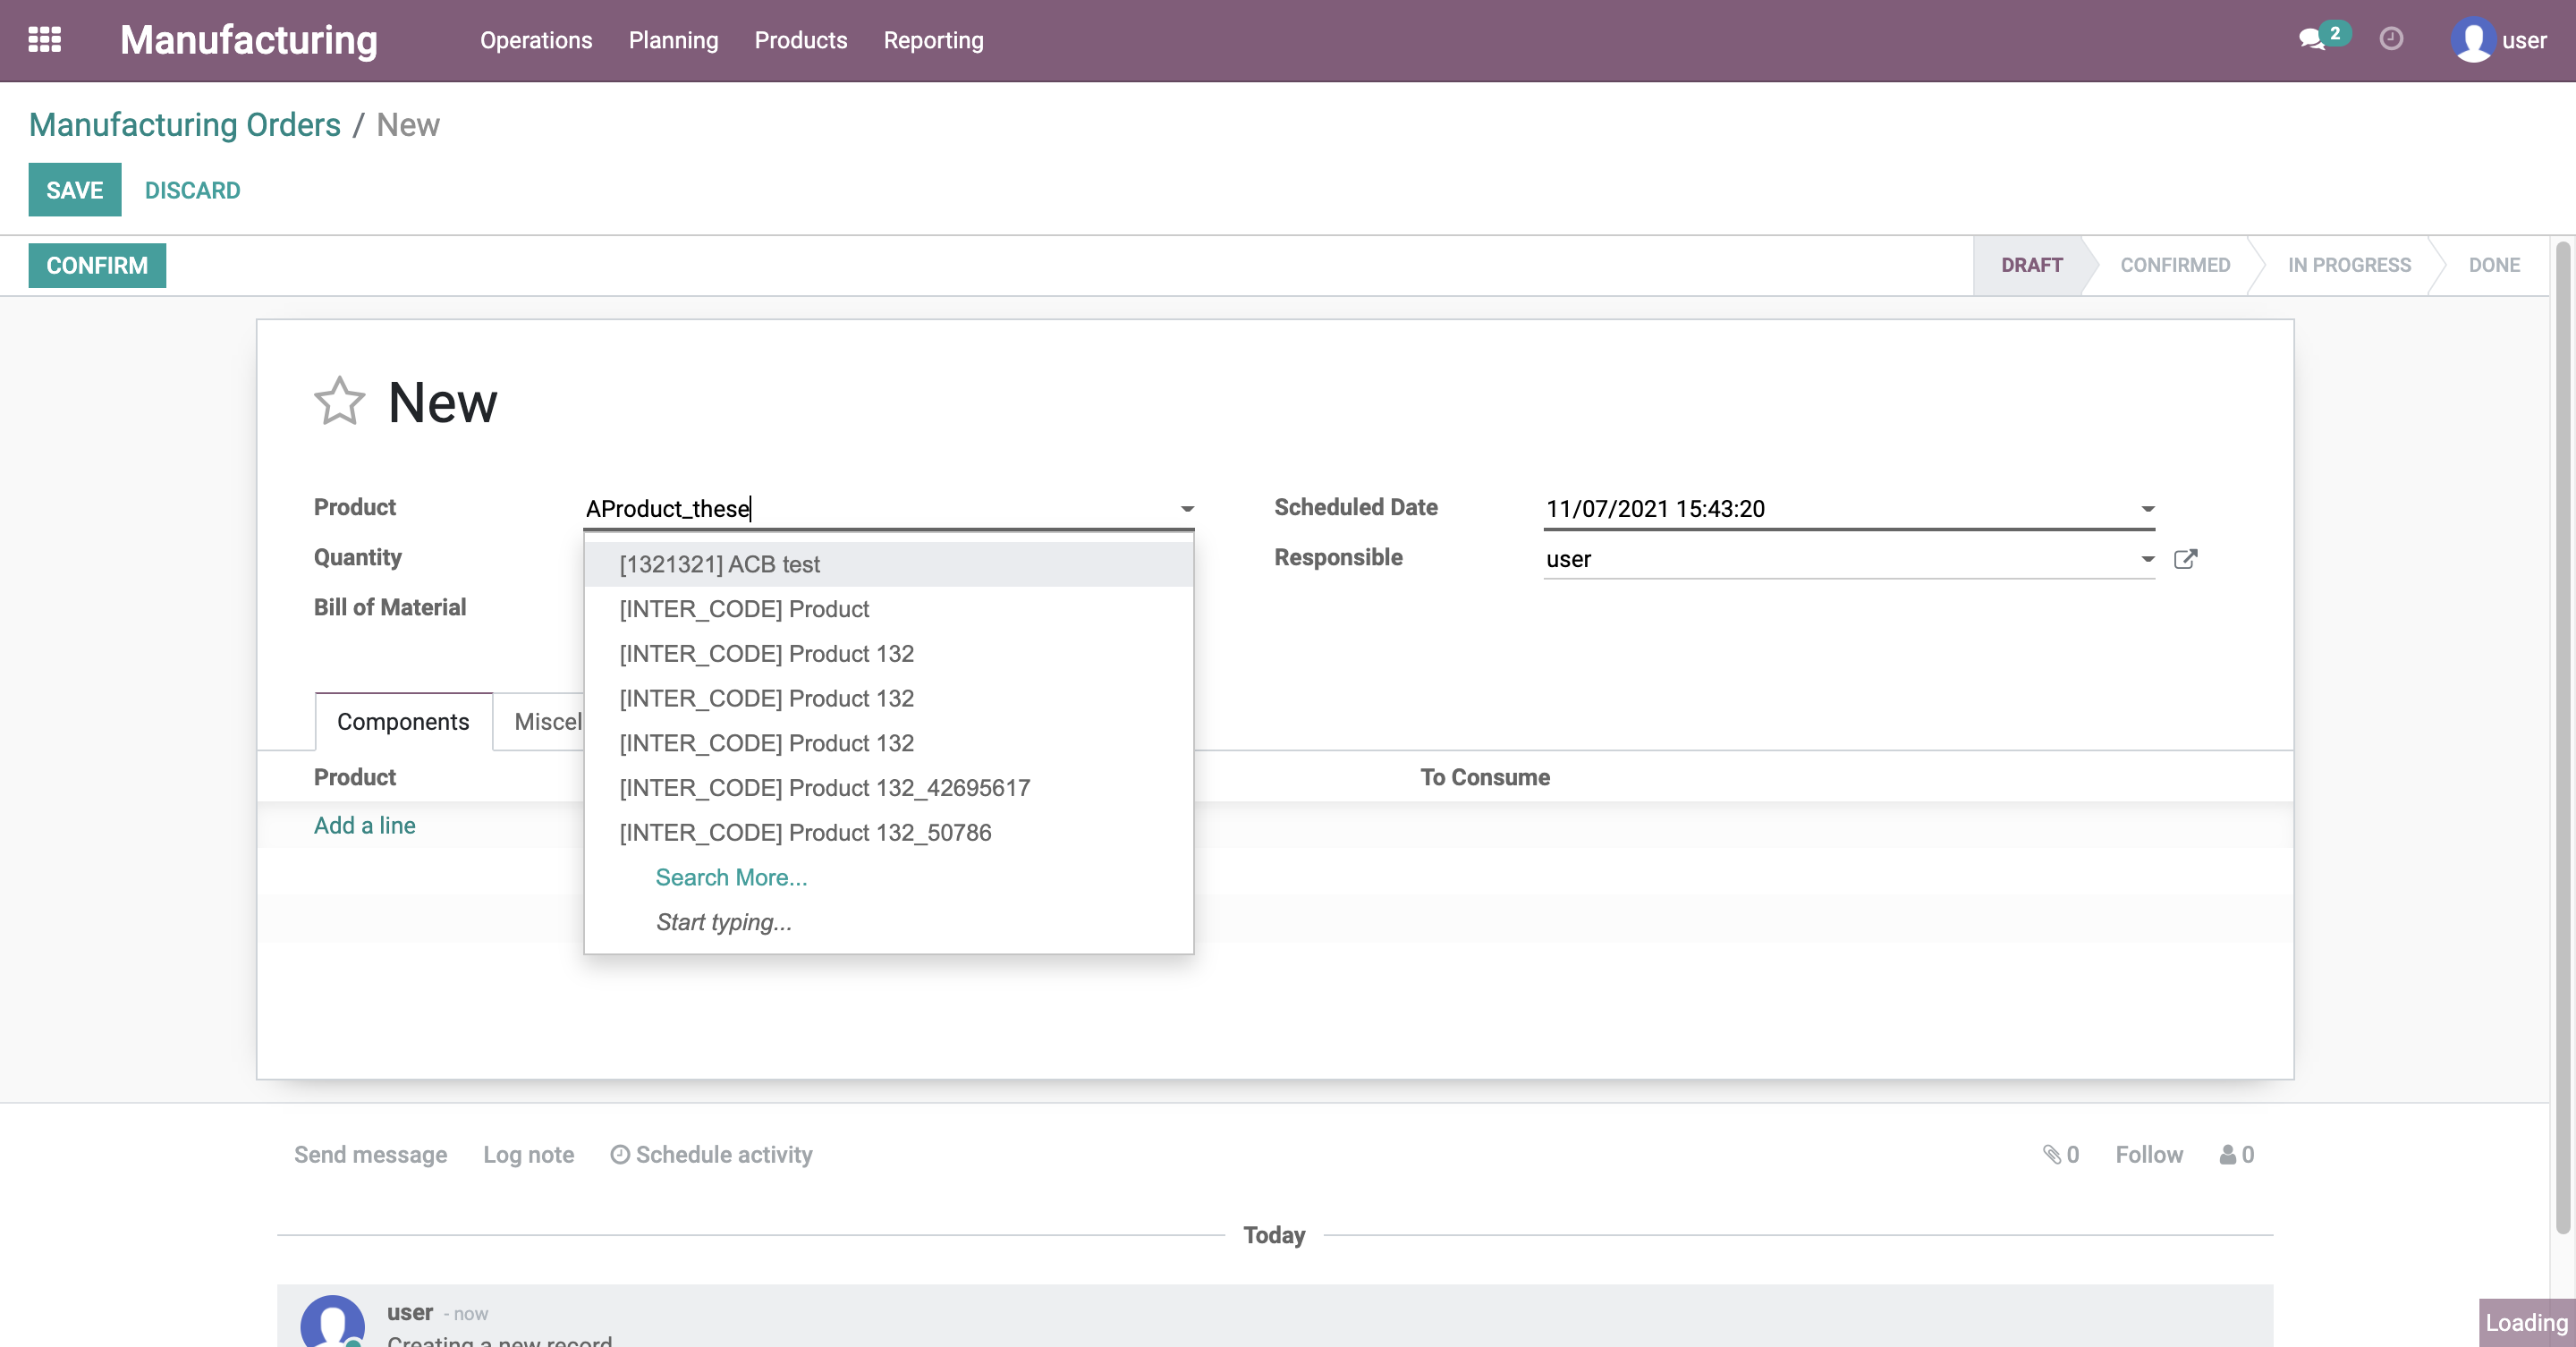 Manufacturing Operations Planning Products Reporting 2 user
Manufacturing Orders / New
SAVE DISCARD
CONFIRM DRAFT CONFIRMED IN PROGRESS DONE
New
Product AProduct_these Scheduled Date 11/07/2021 15:43:20
Quantity Responsible user
Bill of Material
[1321321] ACB test
[INTER_CODE] Product
[INTER_CODE] Product 132
[INTER_CODE] Product 132
[INTER_CODE] Product 132
[INTER_CODE] Product 132_42695617
[INTER_CODE] Product 132_50786
Search More...
Start typing...
Components Miscel
Product To Consume
Add a line
Send message Log note Schedule activity 0 Follow 0
Today
user - now
Creating a new record
Loading